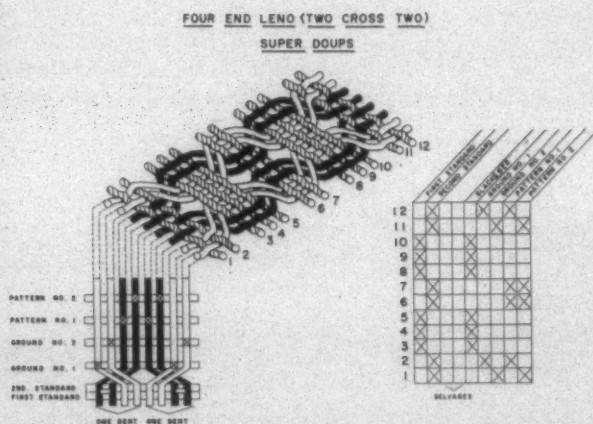 FOUR END LENO (TWO CROSS TWO)
SUPER DOUPS
1
2
3
4
5
6
7
8
9
10
11
12
FIRST STANDARD
SECOND STANDARD
SLACKENER
GROUND NO. 1
GROUND NO. 2
PATTERN NO. 1
PATTERN NO. 2
12
11
10
9
8
7
6
5
4
3
2
1
SELVAGES
PATTERN NO. 2
PATTERN NO. 1
GROUND NO. 2
GROUND NO. 1
2ND. STANDARD
FIRST STANDARD
ONE DENT ONE DENT